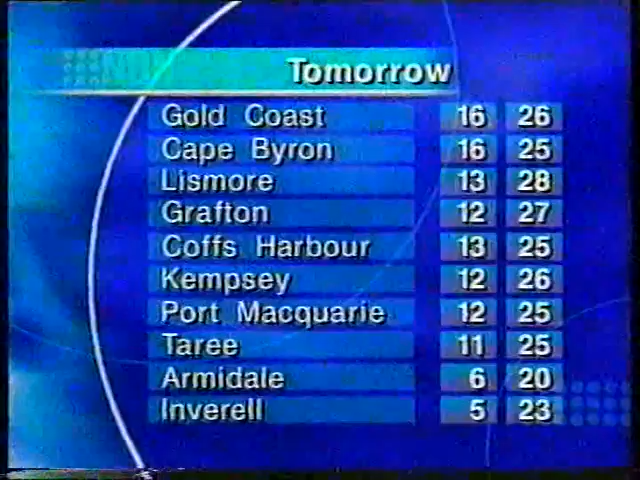 Tomorrow
Gold Coast 16 26
Cape Byron 16 25
Lismore 13 28
Grafton 12 27
Coffs Harbour 13 25
Kempsey 12 26
Port Macquarie 12 25
Taree 11 25
Armidale 6 20
Inverell 5 23